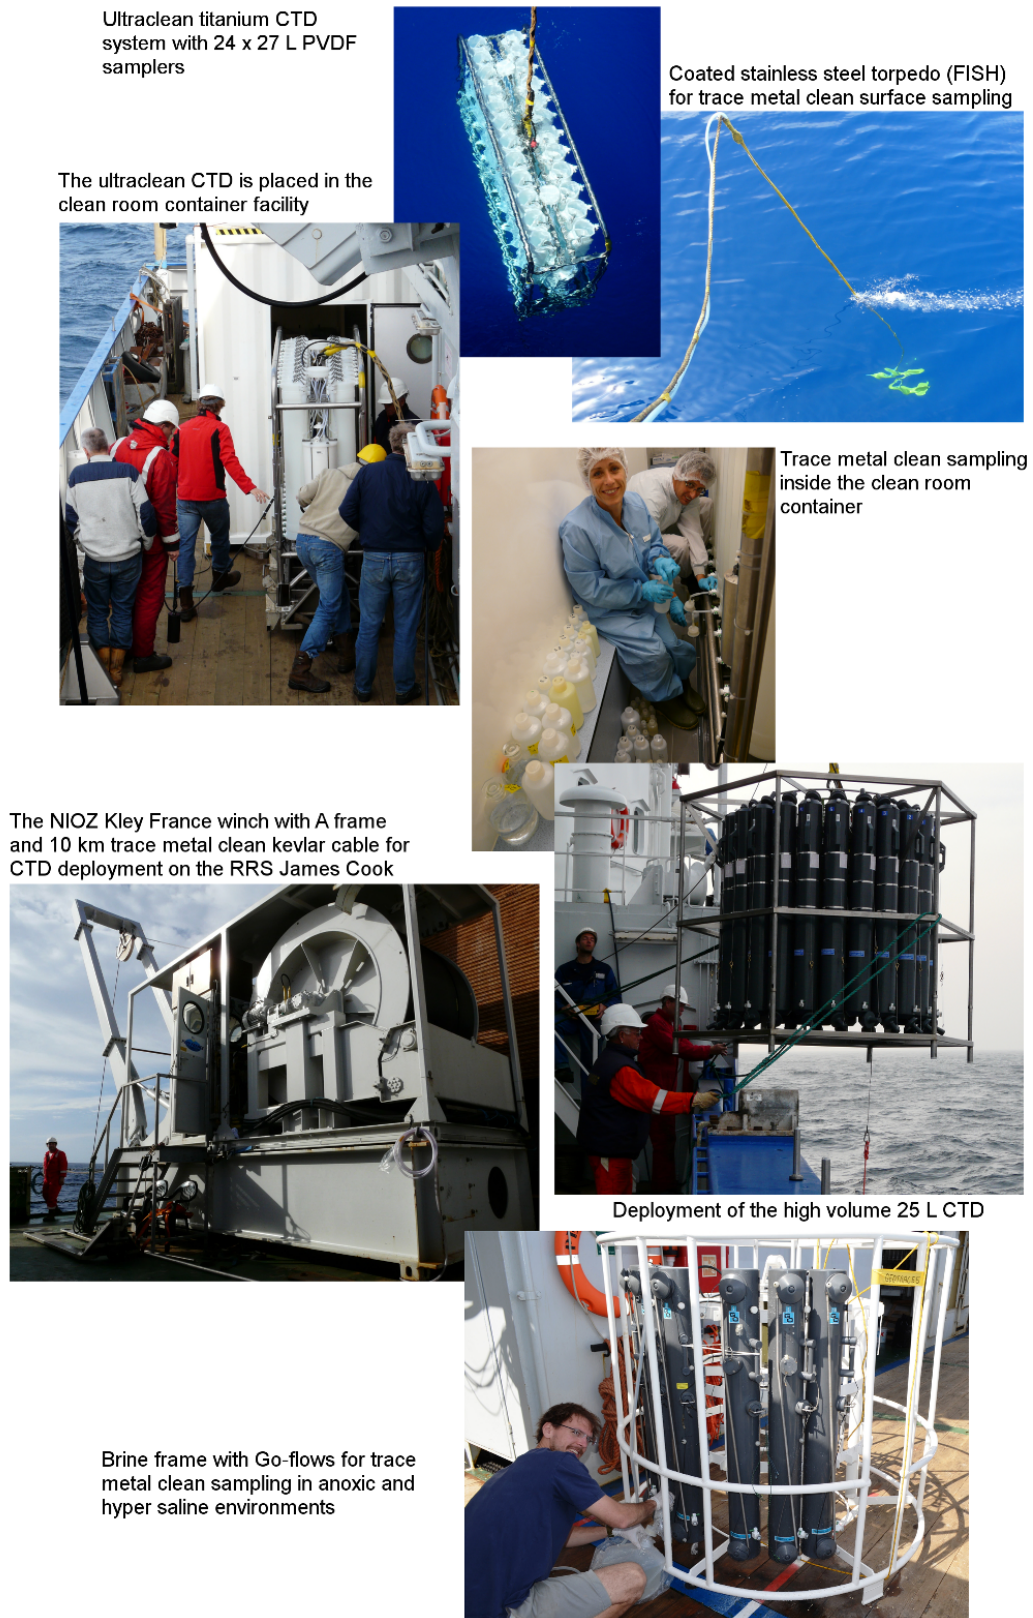 Ultraclean titanium CTD
system with 24 x 27 L PVDF
samplers
Coated stainless steel torpedo (FISH)
for trace metal clean surface sampling
The ultraclean CTD is placed in the
clean room container facility
Trace metal clean sampling
inside the clean room
container
The NIOZ Kley France winch with A frame
and 10 km trace metal clean kevlar cable for
CTD deployment on the RRS James Cook
Deployment of the high volume 25 L CTD
GEOTRACES
Brine frame with Go-flows for trace
metal clean sampling in anoxic and
hyper saline environments